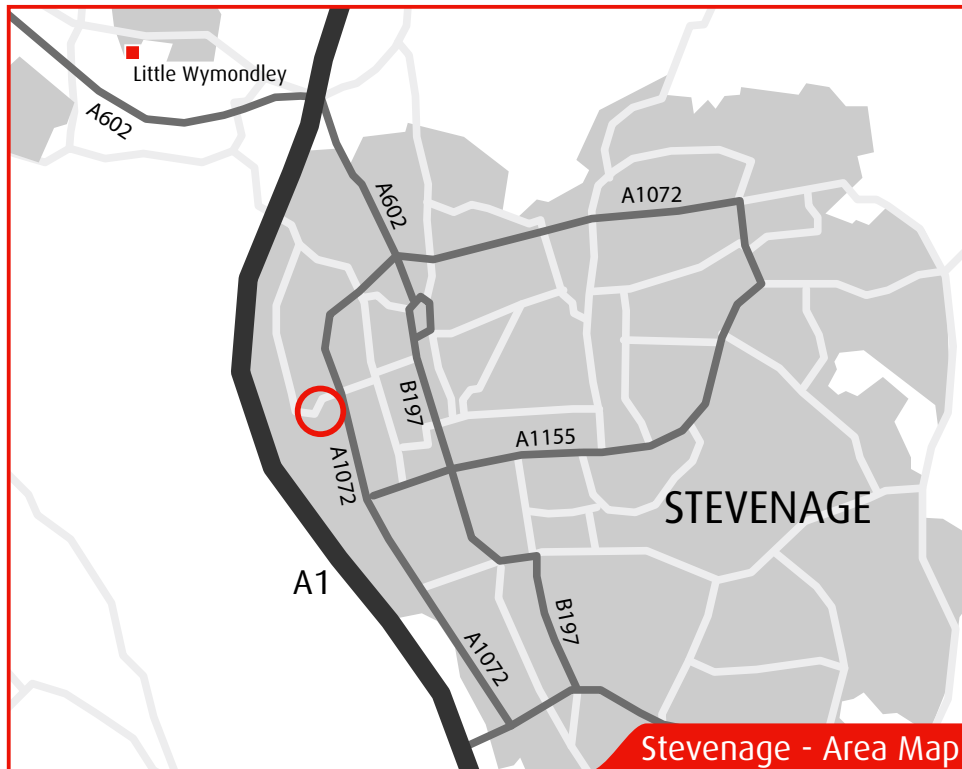 Little Wymondley
A602
A602
A1072
B197
A1155
A1072
STEVENAGE
A1
B197
A1072
Stevenage - Area Map